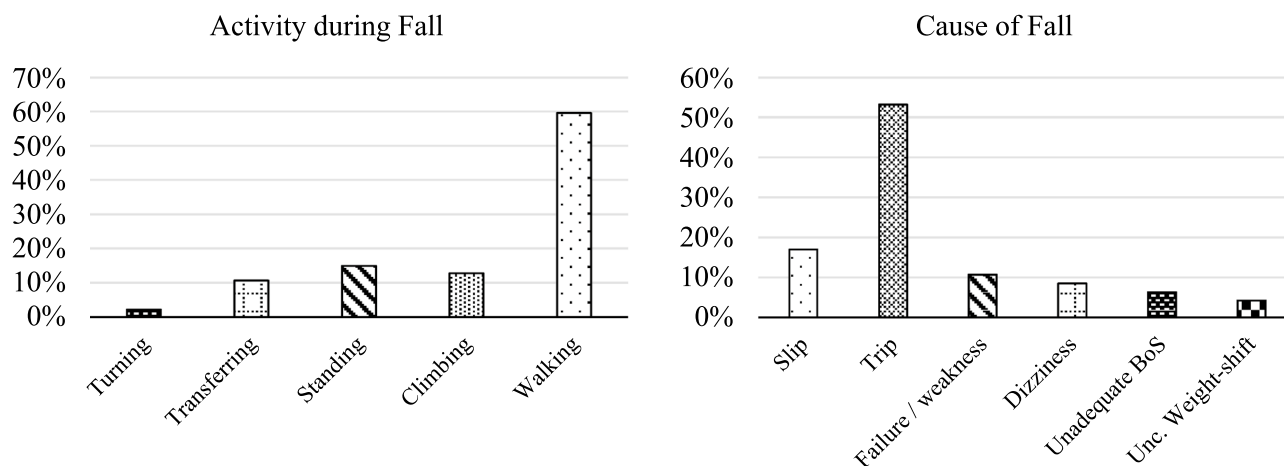 Activity during Fall
70%
60%
50%
40%
30%
20%
10%
0%
Turning
Transferring
Standing
Climbing
Walking
Cause of Fall
60%
50%
40%
30%
20%
10%
0%
Slip
Trip
Failure / weakness
Dizziness
Unadequate BoS
Unc. Weight-shift